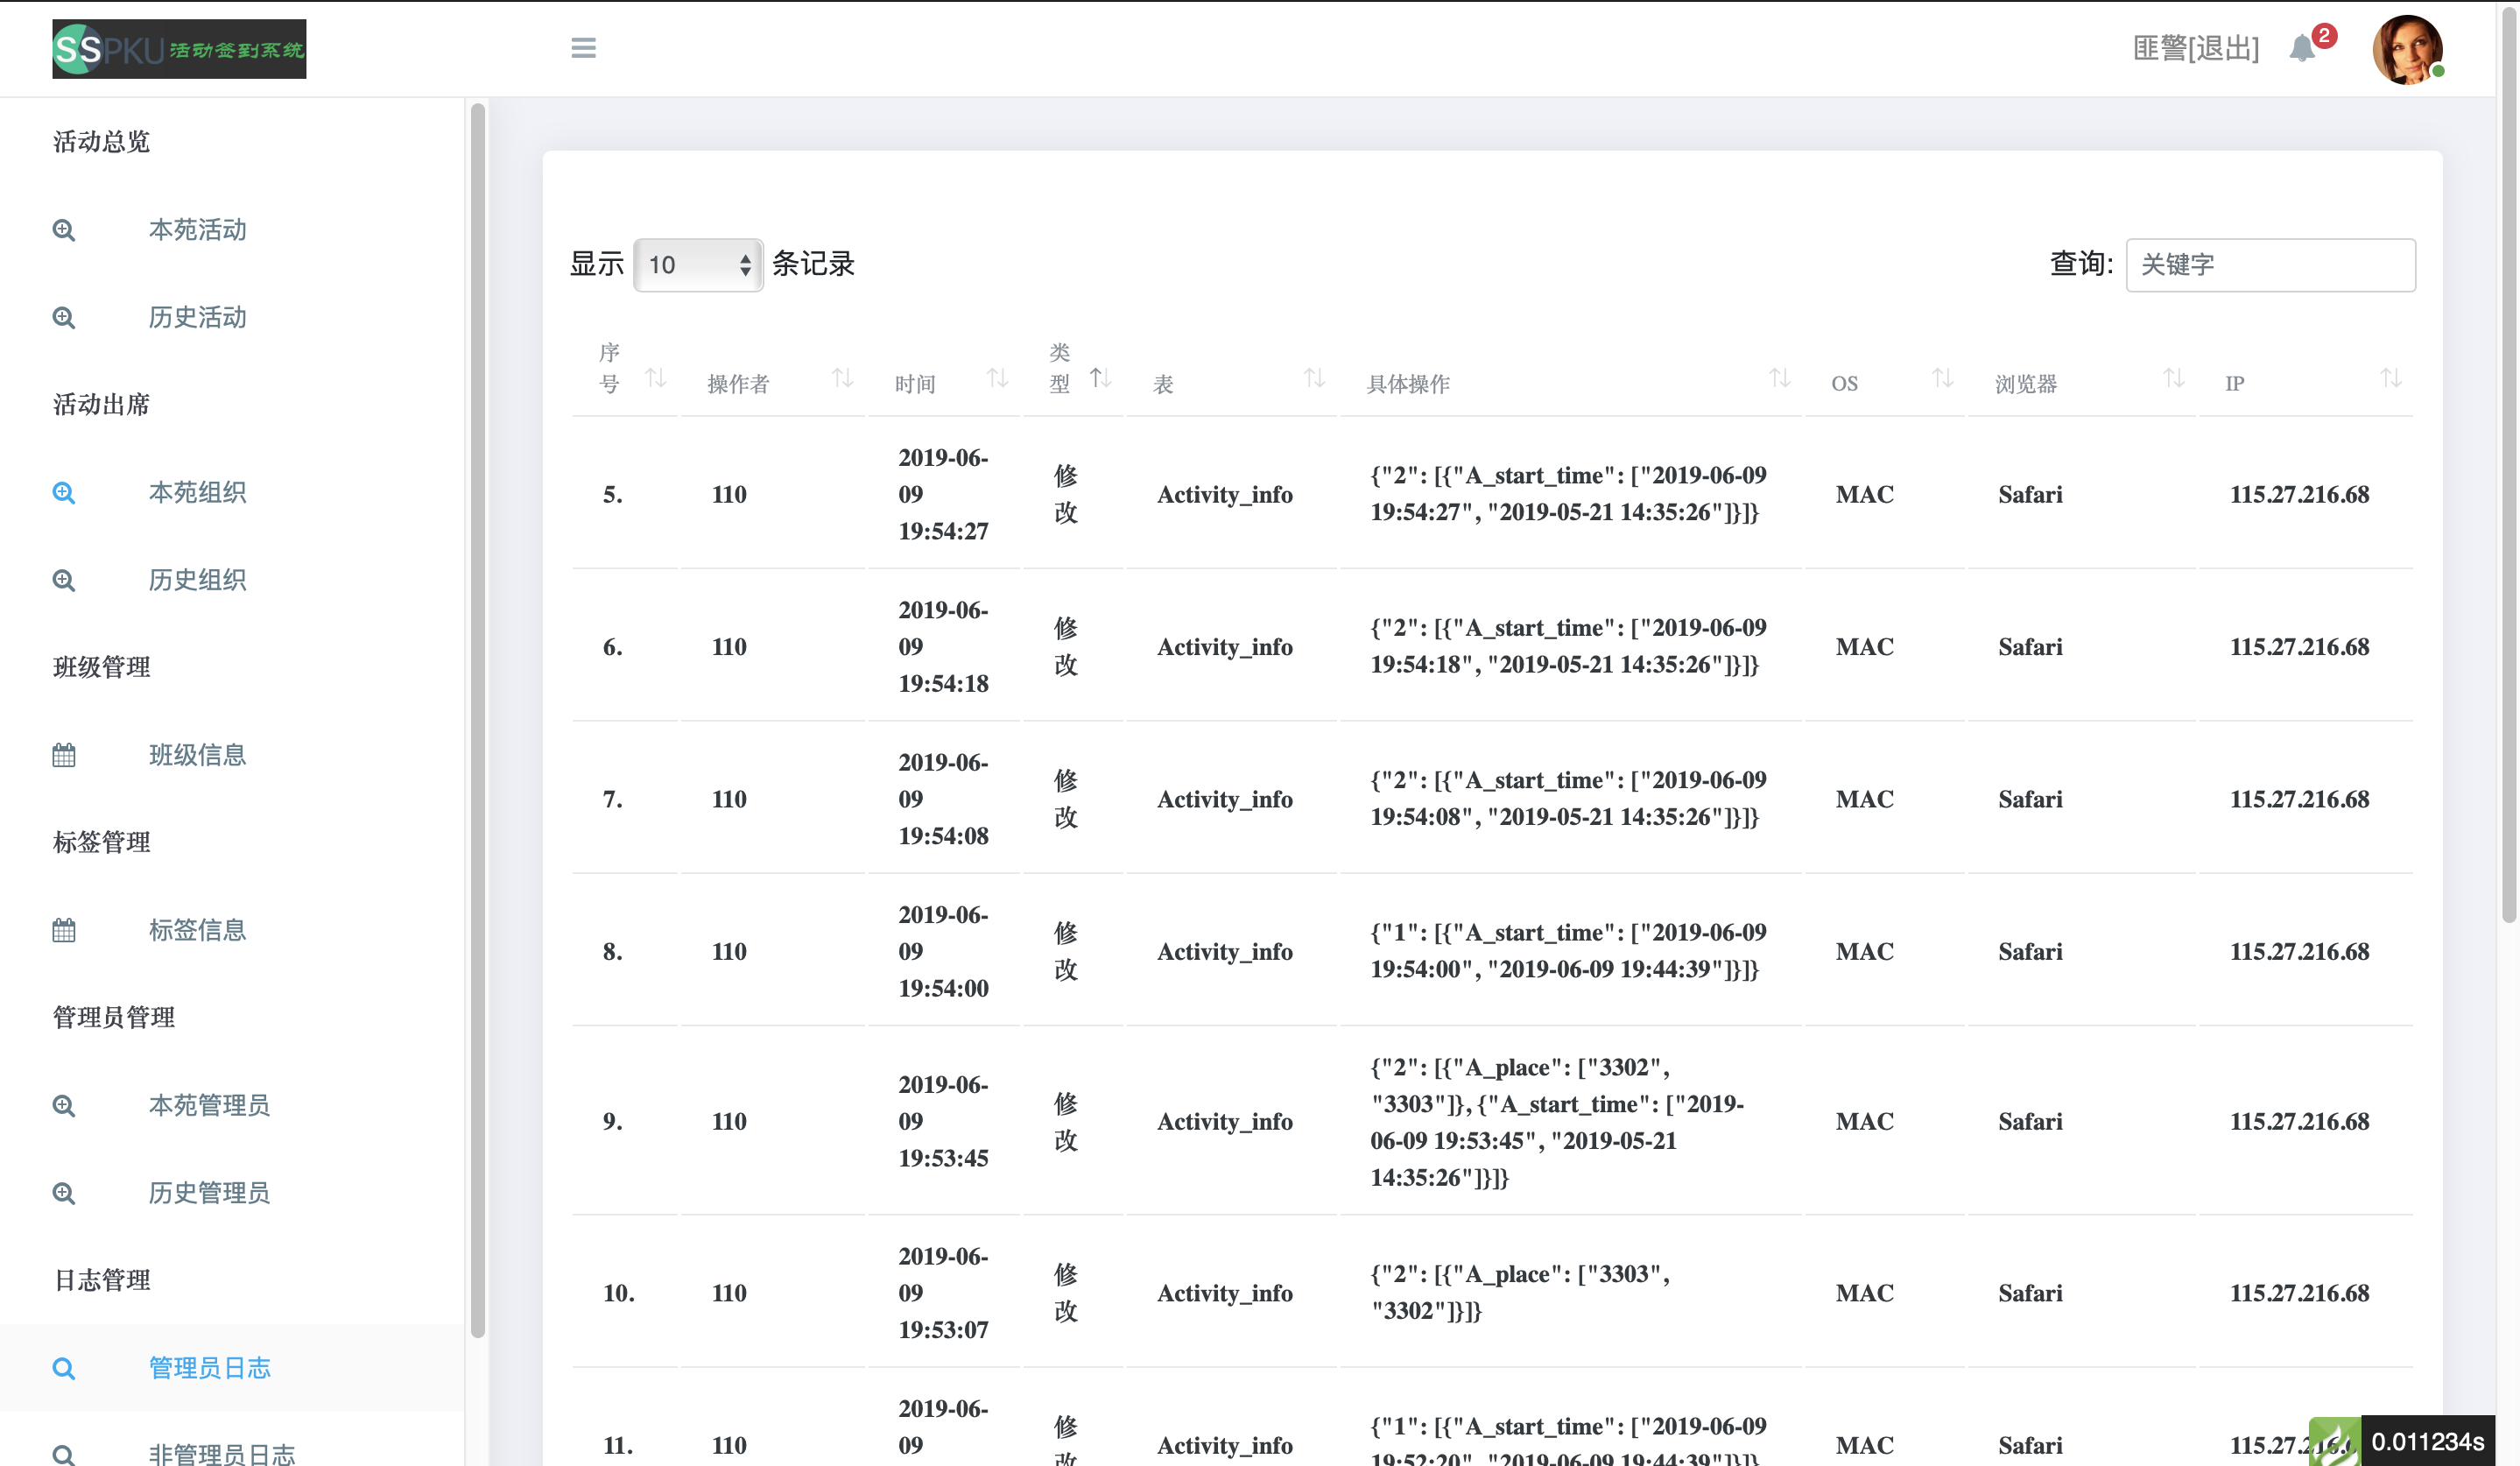 SSPKU活动签到系统
匪警[退出]
2
活动总览
本苑活动
历史活动
活动出席
本苑组织
历史组织
班级管理
班级信息
标签管理
标签信息
管理员管理
本苑管理员
历史管理员
日志管理
管理员日志
非管理员日志
显示 10 条记录
查询: 关键字
序
号
操作者
时间
类
型
表
具体操作
OS
浏览器
IP
5.
110
2019-06-
09
19:54:27
修
改
Activity_info
{"2": [{"A_start_time": ["2019-06-09
19:54:27", "2019-05-21 14:35:26"]}]}
MAC
Safari
115.27.216.68
6.
110
2019-06-
09
19:54:18
修
改
Activity_info
{"2": [{"A_start_time": ["2019-06-09
19:54:18", "2019-05-21 14:35:26"]}]}
MAC
Safari
115.27.216.68
7.
110
2019-06-
09
19:54:08
修
改
Activity_info
{"2": [{"A_start_time": ["2019-06-09
19:54:08", "2019-05-21 14:35:26"]}]}
MAC
Safari
115.27.216.68
8.
110
2019-06-
09
19:54:00
修
改
Activity_info
{"1": [{"A_start_time": ["2019-06-09
19:54:00", "2019-06-09 19:44:39"]}]}
MAC
Safari
115.27.216.68
9.
110
2019-06-
09
19:53:45
修
改
Activity_info
{"2": [{"A_place": ["3302",
"3303"]}, {"A_start_time": ["2019-
06-09 19:53:45", "2019-05-21
14:35:26"]}]}
MAC
Safari
115.27.216.68
10.
110
2019-06-
09
19:53:07
修
改
Activity_info
{"2": [{"A_place": ["3303",
"3302"]}]}
MAC
Safari
115.27.216.68
11.
110
2019-06-
09
修
改
Activity_info
{"1": [{"A_start_time": ["2019-06-09
19:52:20", "2019-06-09 19:44:39"]}]}
MAC
Safari
115.27.216.6
0.011234s